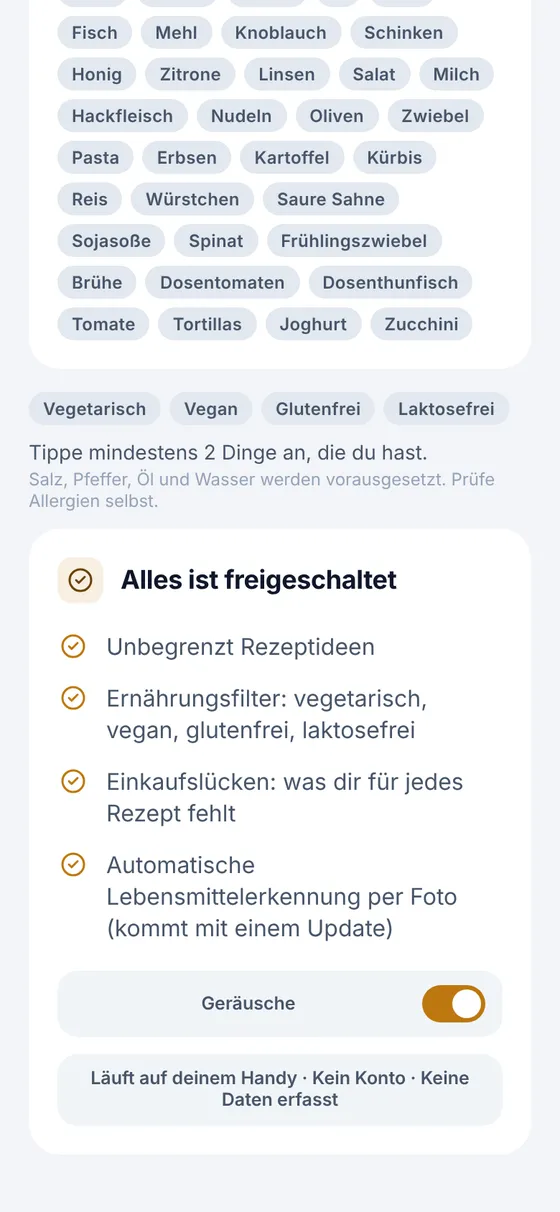 Fisch Mehl Knoblauch Schinken
Honig Zitrone Linsen Salat Milch
Hackfleisch Nudeln Oliven Zwiebel
Pasta Erbsen Kartoffel Kürbis
Reis Würstchen Saure Sahne
Sojasoße Spinat Frühlingszwiebel
Brühe Dosentomaten Dosenthunfisch
Tomate Tortillas Joghurt Zucchini
Vegetarisch Vegan Glutenfrei Laktosefrei
Tippe mindestens 2 Dinge an, die du hast.
Salz, Pfeffer, Öl und Wasser werden vorausgesetzt. Prüfe
Allergien selbst.
Alles ist freigeschaltet
Unbegrenzt Rezeptideen
Ernährungsfilter: vegetarisch,
vegan, glutenfrei, laktosefrei
Einkaufslücken: was dir für jedes
Rezept fehlt
Automatische
Lebensmittelerkennung per Foto
(kommt mit einem Update)
Geräusche
Läuft auf deinem Handy · Kein Konto · Keine
Daten erfasst